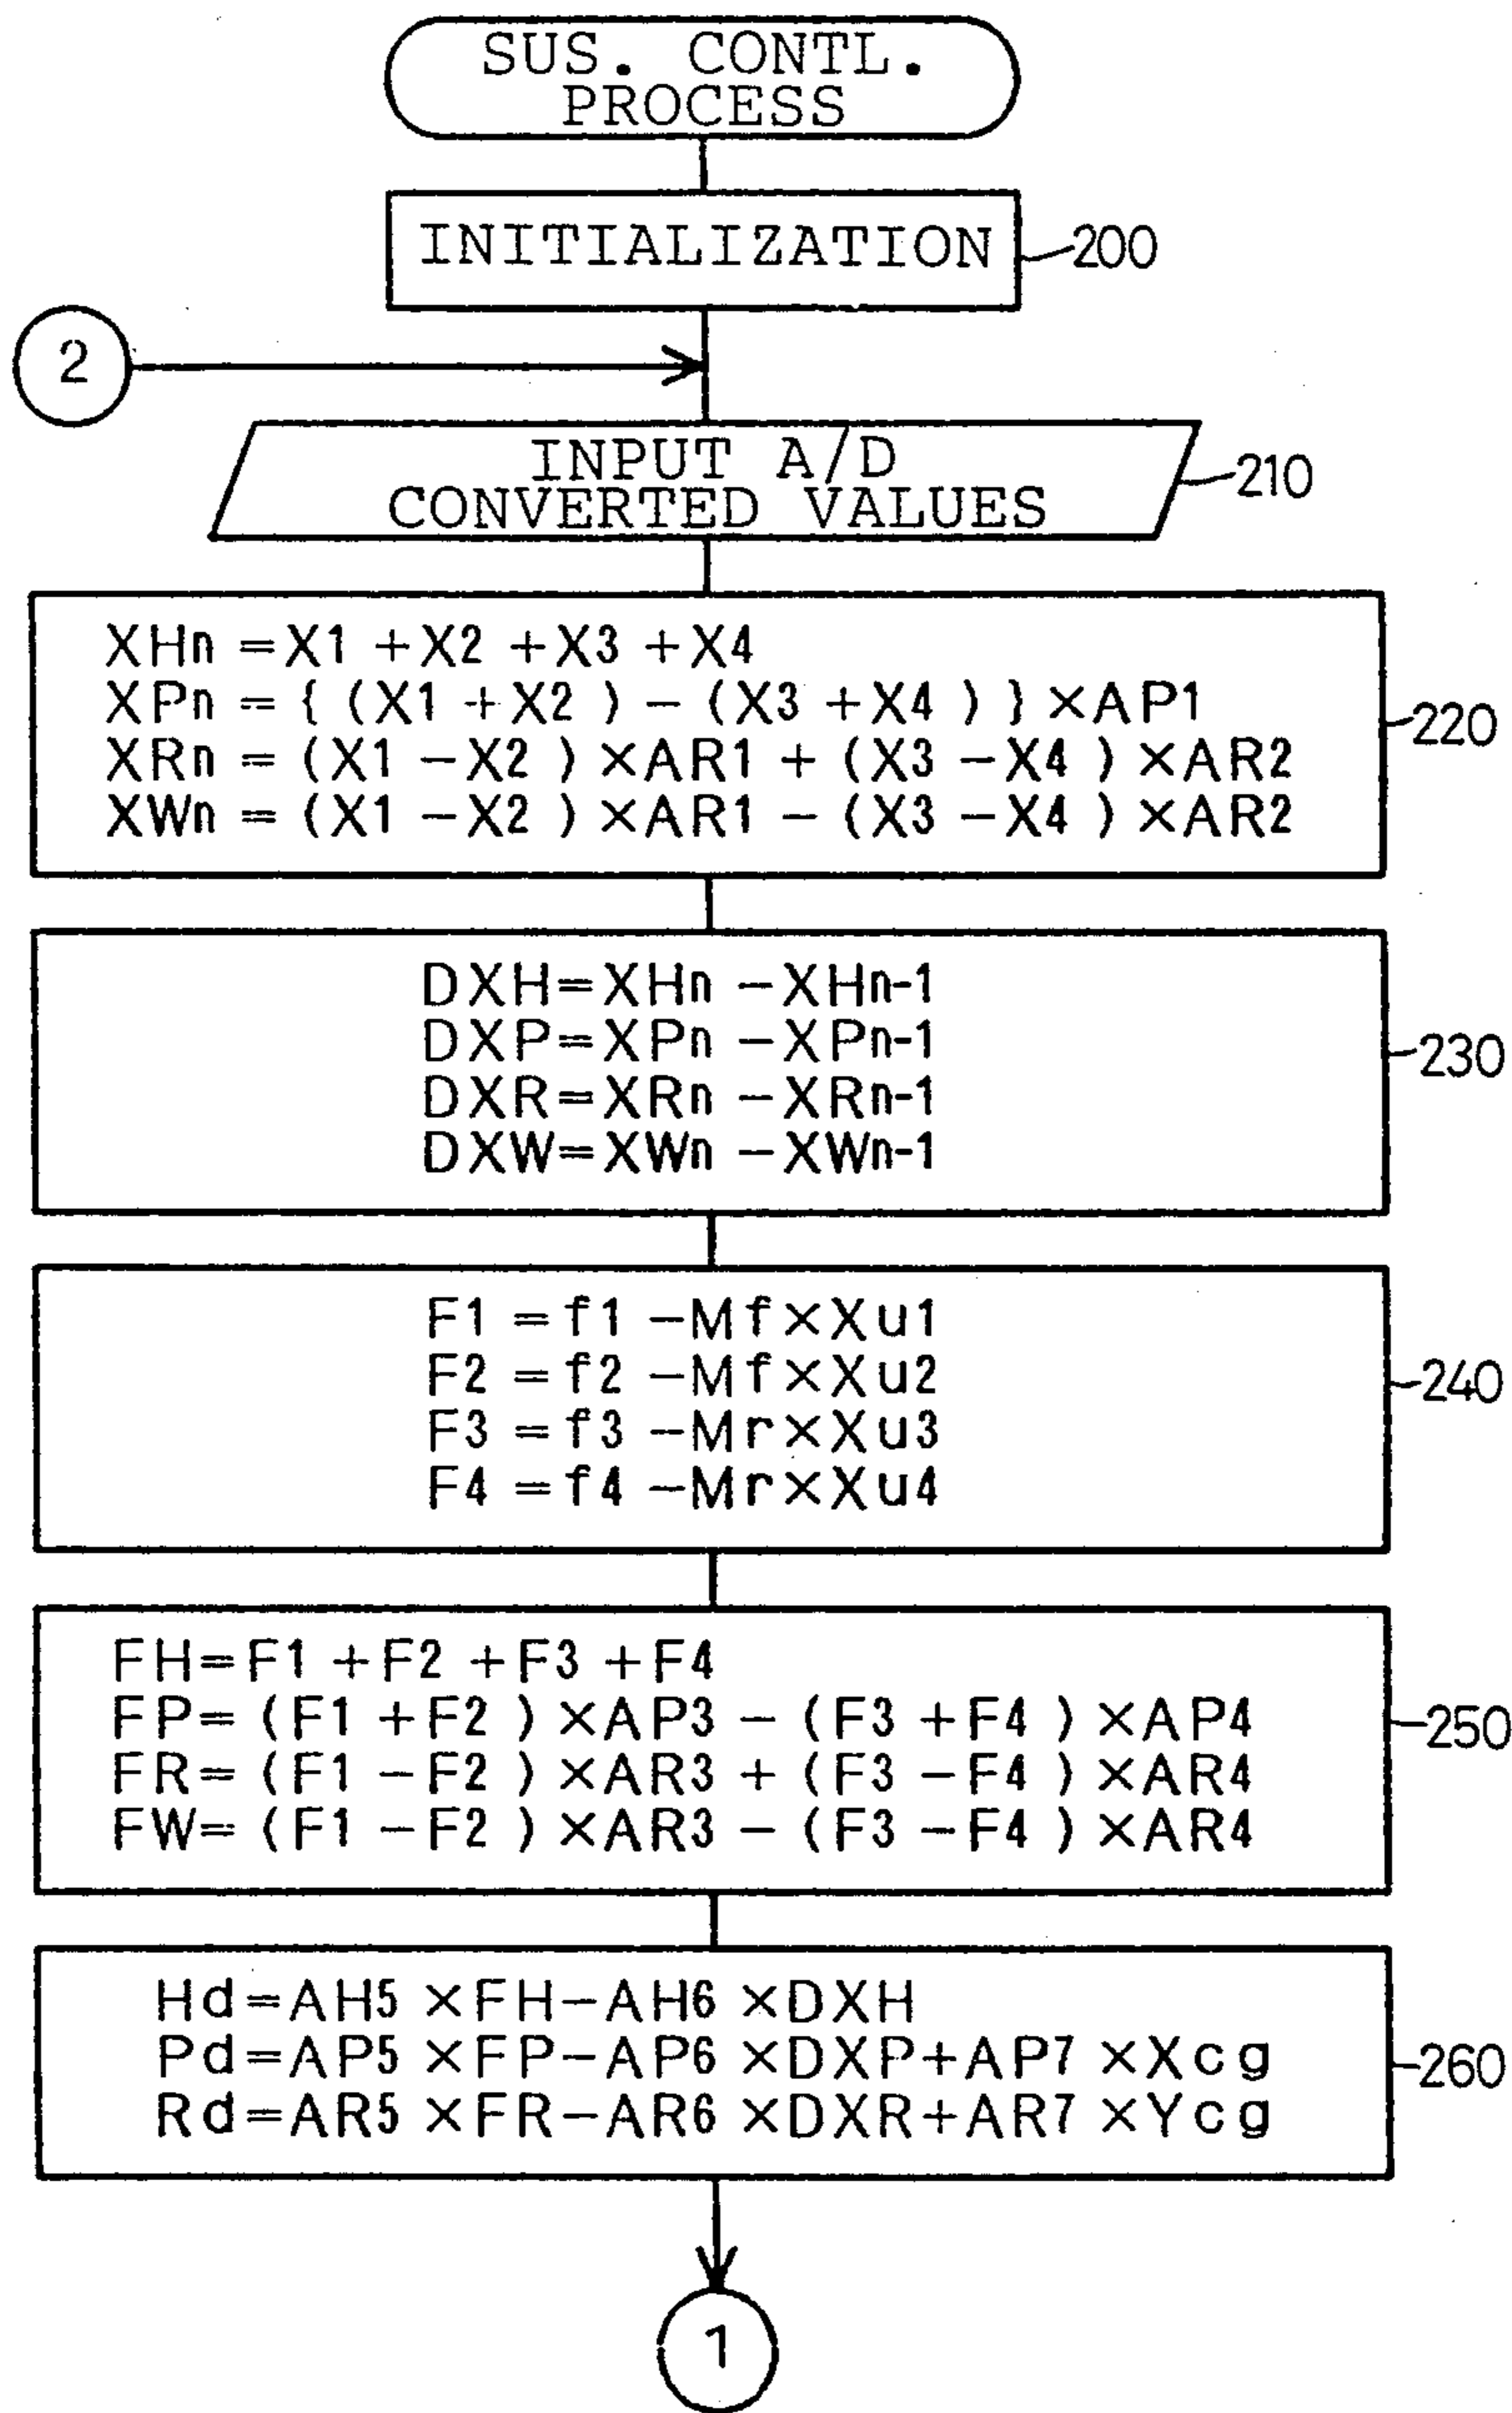 SUS. CONTL.
PROCESS
INITIALIZATION
200
2
INPUT A/D
CONVERTED VALUES
210
XHn = X1 + X2 + X3 + X4
XPn = { (X1 + X2 ) − (X3 + X4 ) } × AP1
XRn = (X1 − X2 ) × AR1 + (X3 − X4 ) × AR2
XWn = (X1 − X2 ) × AR1 − (X3 − X4 ) × AR2
220
DXH = XHn − XHn-1
DXP = XPn − XPn-1
DXR = XRn − XRn-1
DXW = XWn − XWn-1
230
F1 = f1 − Mf × Xu1
F2 = f2 − Mf × Xu2
F3 = f3 − Mr × Xu3
F4 = f4 − Mr × Xu4
240
FH = F1 + F2 + F3 + F4
FP = (F1 + F2 ) × AP3 − (F3 + F4 ) × AP4
FR = (F1 − F2 ) × AR3 + (F3 − F4 ) × AR4
FW = (F1 − F2 ) × AR3 − (F3 − F4 ) × AR4
250
Hd = AH5 × FH − AH6 × DXH
Pd = AP5 × FP − AP6 × DXP + AP7 × Xcg
Rd = AR5 × FR − AR6 × DXR + AR7 × Ycg
260
1